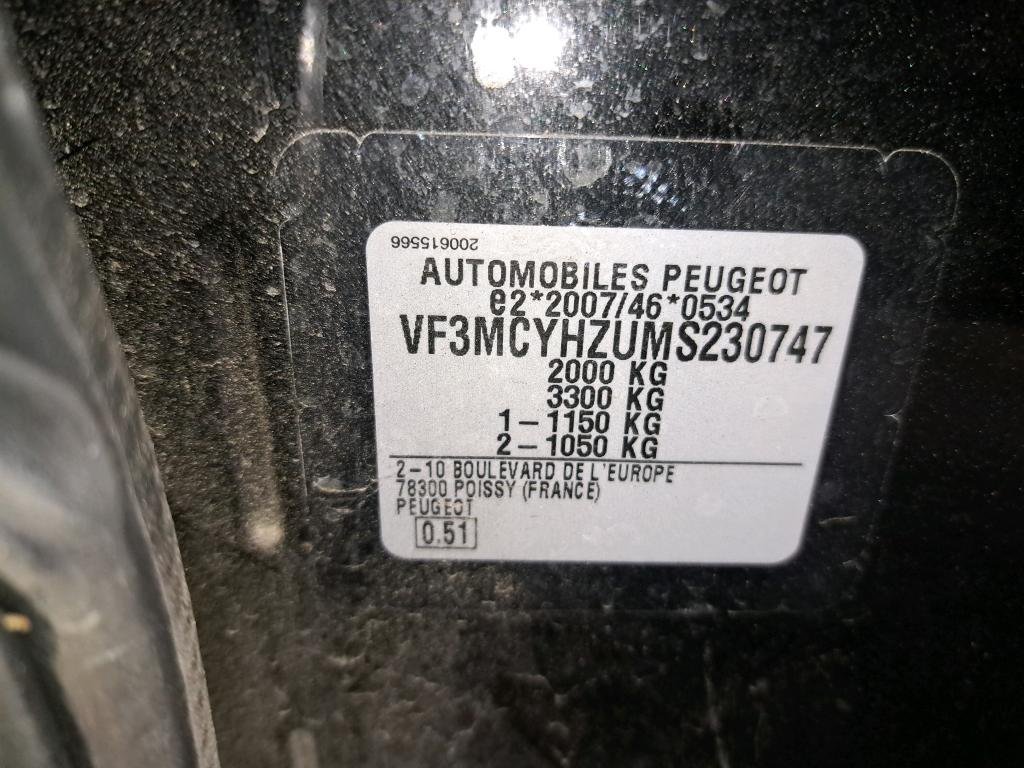 200615566
AUTOMOBILES PEUGEOT
e2*2007/46*0534
VF3MCYHZUMS230747
2000 KG
3300 KG
1-1150 KG
2-1050 KG
2-10 BOULEVARD DE L'EUROPE
78300 POISSY (FRANCE)
PEUGEOT
0.51